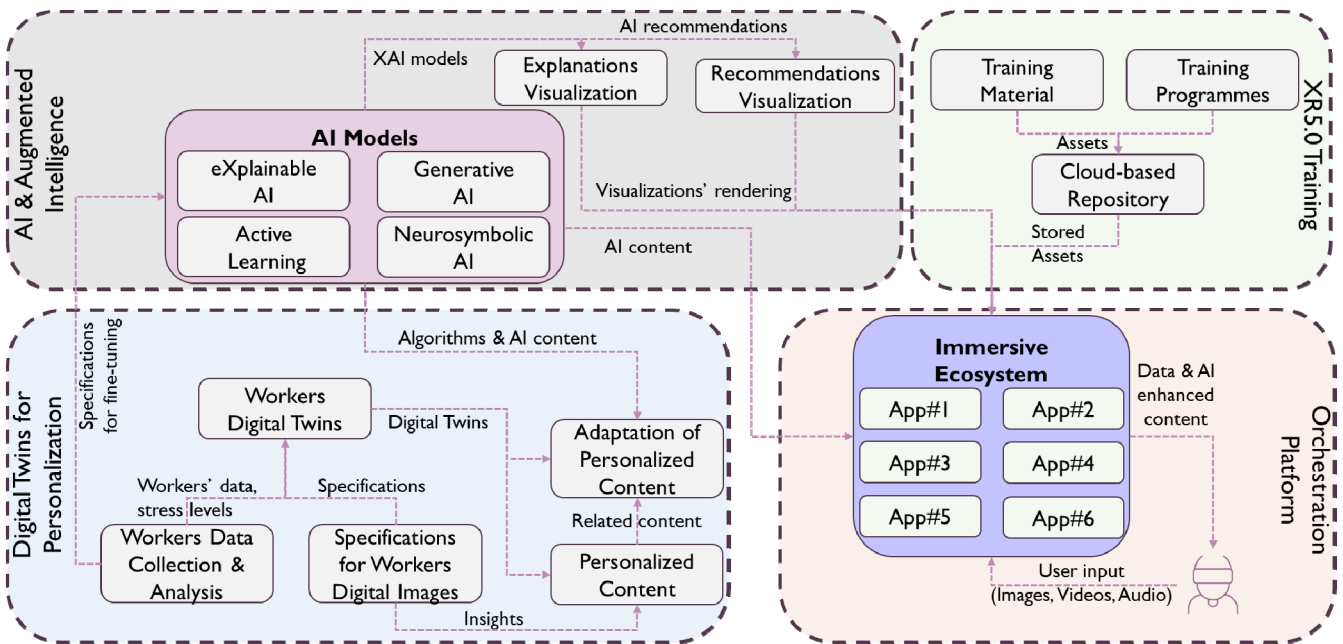 AI & Augmented
Intelligence
AI recommendations
XAI models
Explanations
Visualization
Recommendations
Visualization
AI Models
eXplainable
AI
Generative
AI
Active
Learning
Neurosymbolic
AI
Visualizations' rendering
AI content
XR5.0 Training
Training
Material
Training
Programmes
Assets
Cloud-based
Repository
Stored
Assets
Digital Twins for
Personalization
Specifications
for fine-tuning
Algorithms & AI content
Workers
Digital Twins
Digital Twins
Adaptation of
Personalized
Content
Workers' data,
stress levels
Specifications
Related content
Workers Data
Collection &
Analysis
Specifications
for Workers
Digital Images
Personalized
Content
Insights
Orchestration
Platform
Immersive
Ecosystem
App#1
App#2
App#3
App#4
App#5
App#6
Data & AI
enhanced
content
User input
(Images, Videos, Audio)